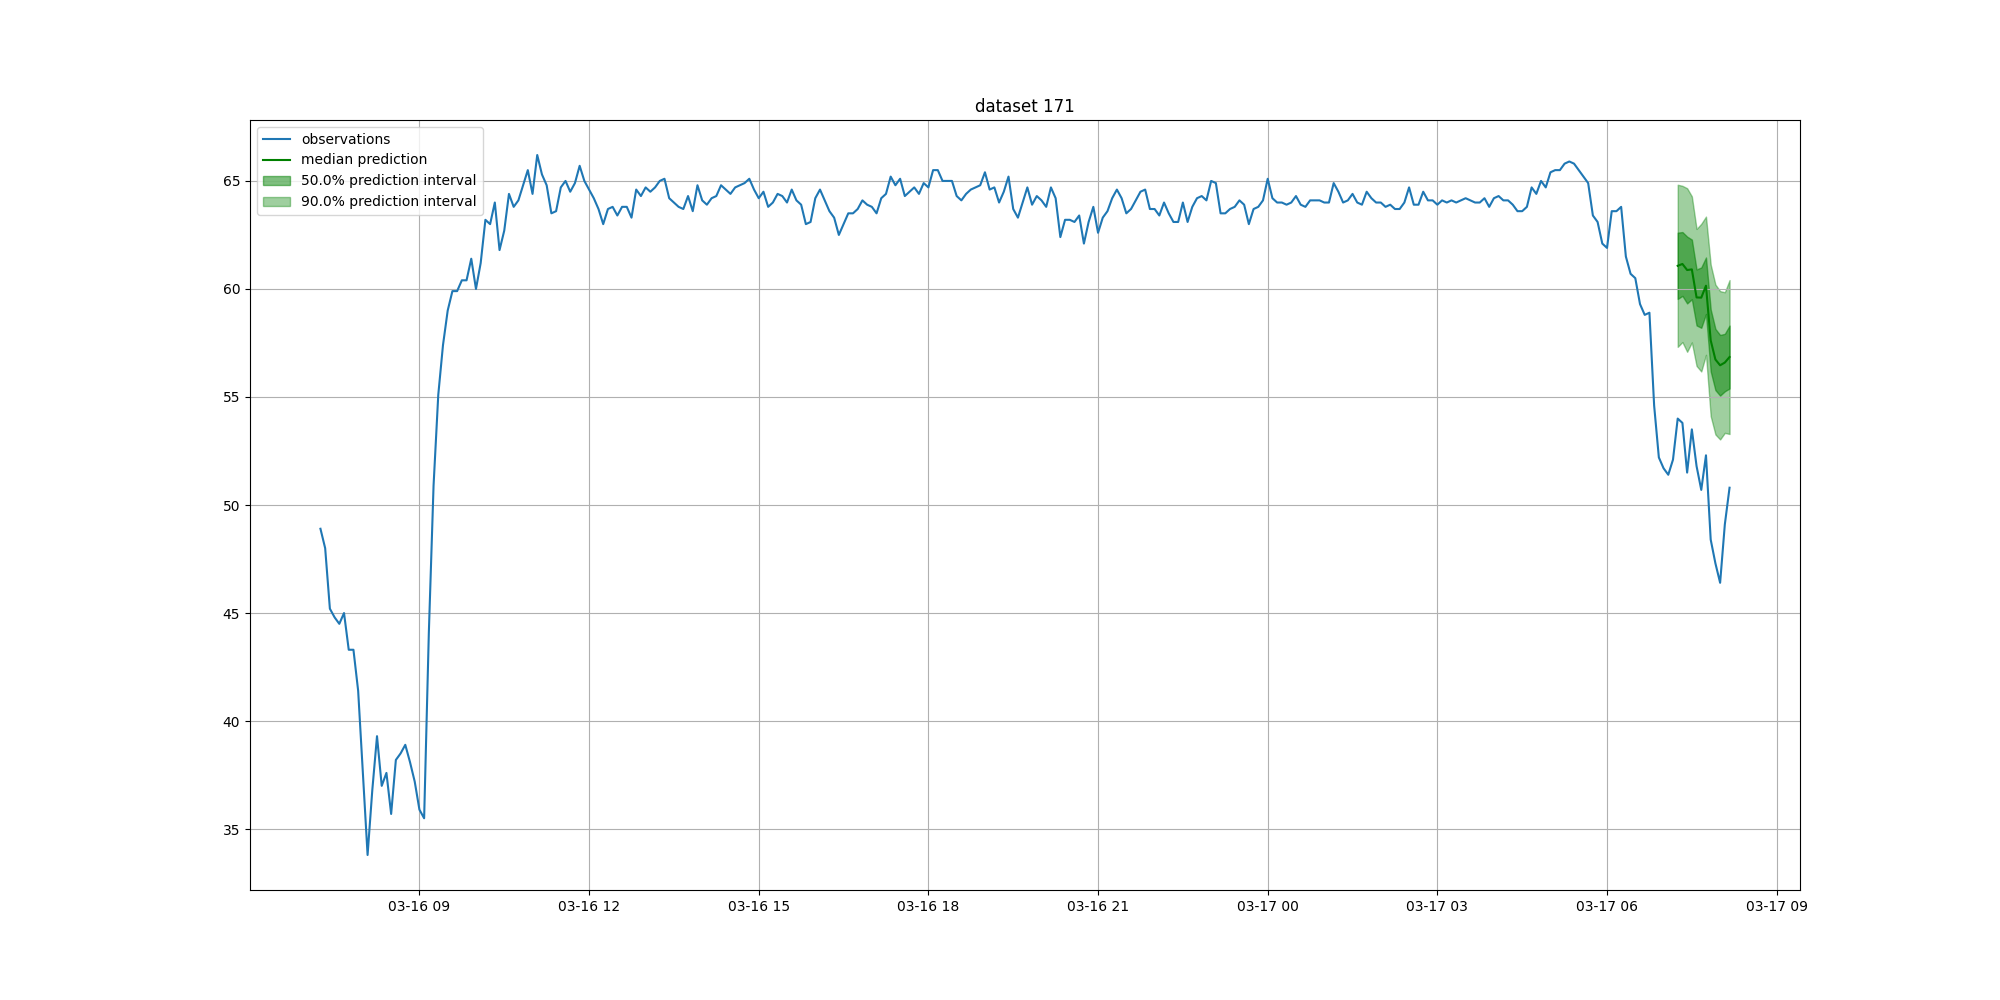 dataset 171
observations
median prediction
50.0% prediction interval
90.0% prediction interval
65
60
55
50
45
40
35
03-16 09 03-16 12 03-16 15 03-16 18 03-16 21 03-17 00 03-17 03 03-17 06 03-17 09